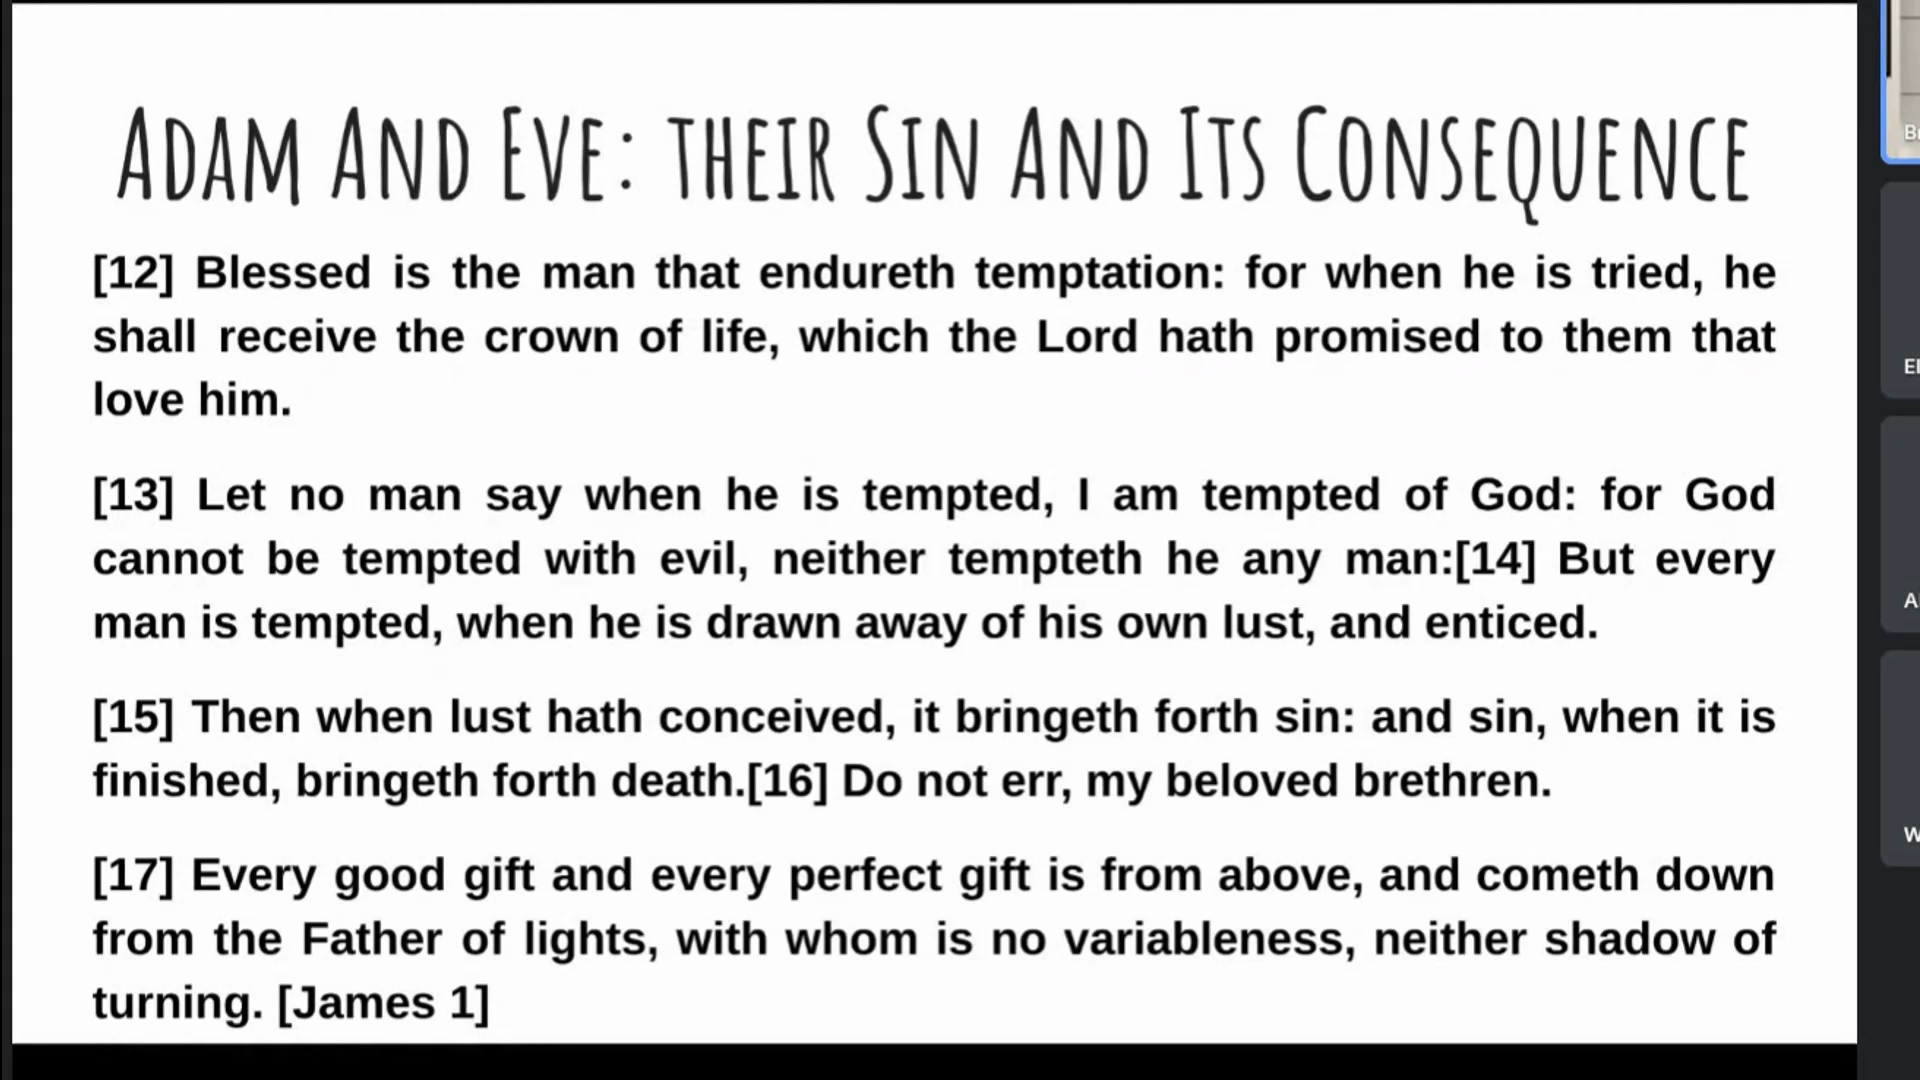 Adam And Eve: their Sin And Its Consequence
[12] Blessed is the man that endureth temptation: for when he is tried, he
shall receive the crown of life, which the Lord hath promised to them that
love him.
[13] Let no man say when he is tempted, I am tempted of God: for God
cannot be tempted with evil, neither tempteth he any man:[14] But every
man is tempted, when he is drawn away of his own lust, and enticed.
[15] Then when lust hath conceived, it bringeth forth sin: and sin, when it is
finished, bringeth forth death.[16] Do not err, my beloved brethren.
[17] Every good gift and every perfect gift is from above, and cometh down
from the Father of lights, with whom is no variableness, neither shadow of
turning. [James 1]